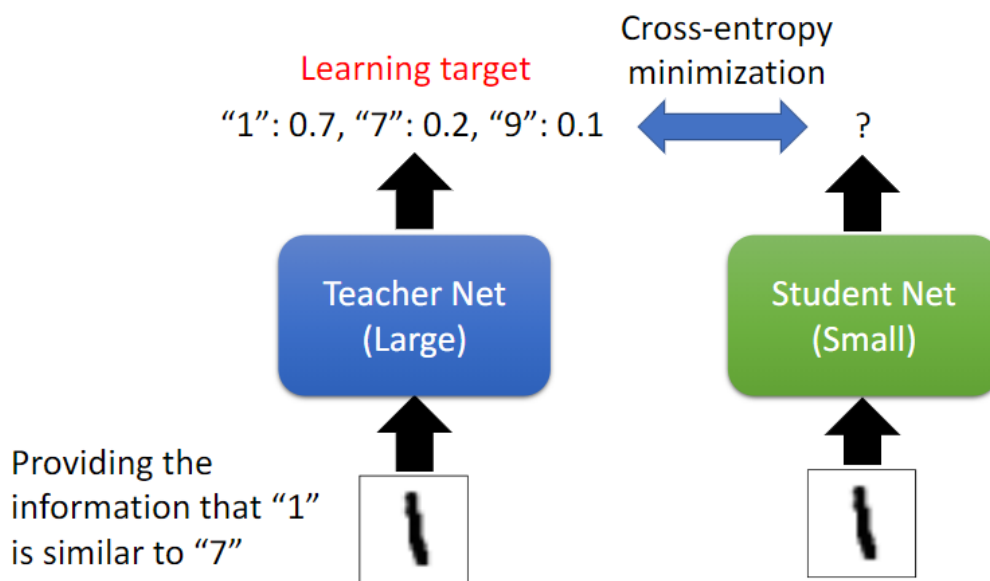 Cross-entropy
minimization
Learning target
“1”: 0.7, “7”: 0.2, “9”: 0.1
?
Teacher Net
(Large)
Student Net
(Small)
Providing the
information that “1”
is similar to “7”